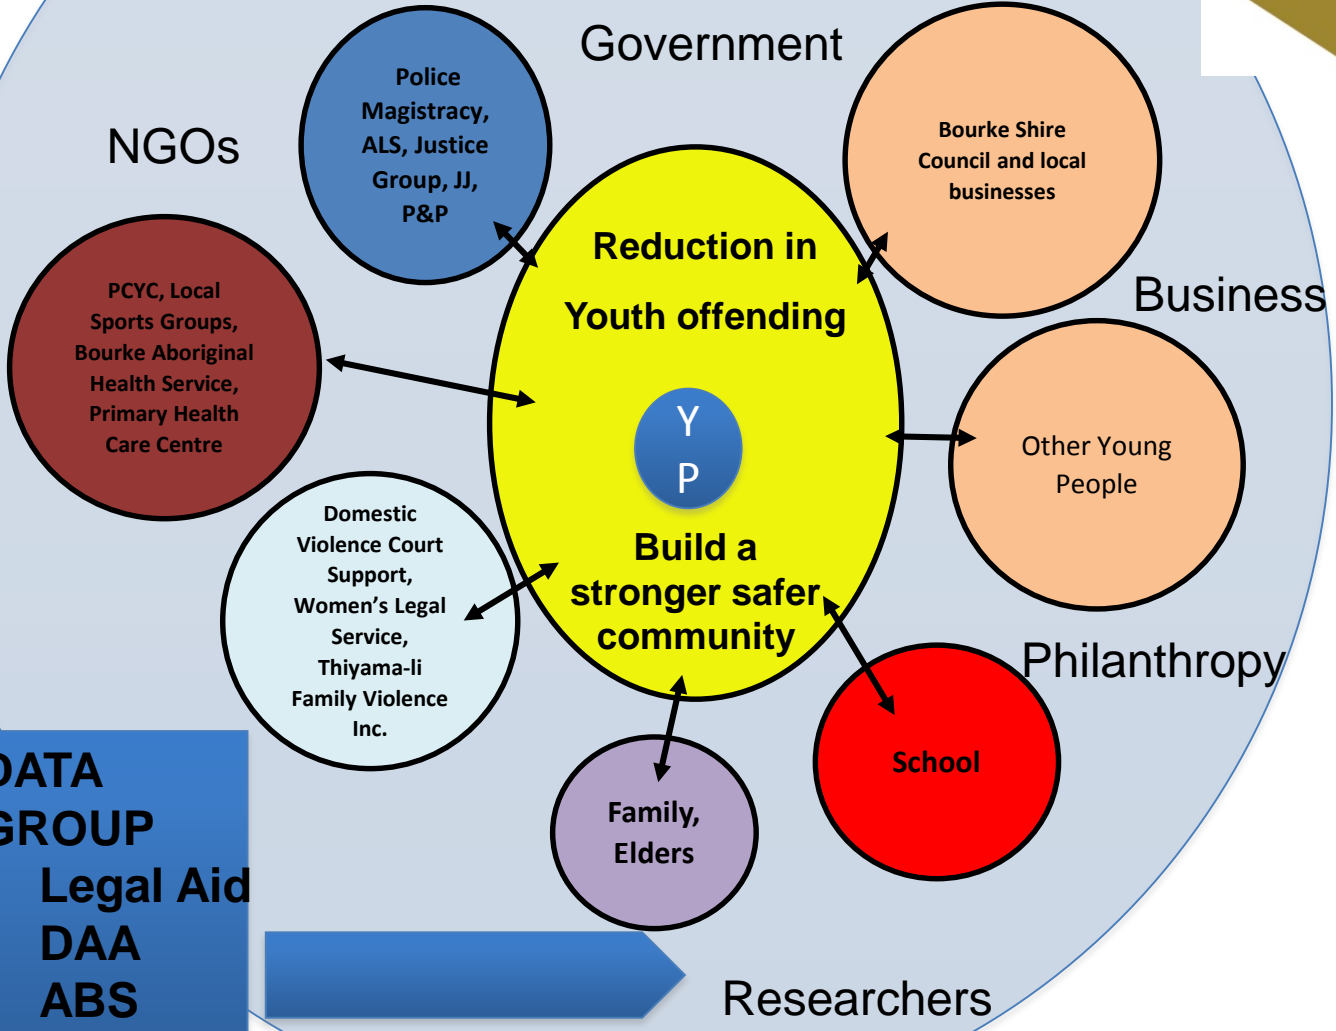 Government
NGOs
Police
Magistracy,
ALS, Justice
Group, JJ,
P&P
Bourke Shire
Council and local
businesses
Business
PCYC, Local
Sports Groups,
Bourke Aboriginal
Health Service,
Primary Health
Care Centre
Reduction in
Youth offending
Y
P
Build a
stronger safer
community
Other Young
People
Domestic
Violence Court
Support,
Women’s Legal
Service,
Thiyama-li
Family Violence
Inc.
Philanthropy
School
Family,
Elders
DATA
GROUP
Legal Aid
DAA
ABS
Researchers